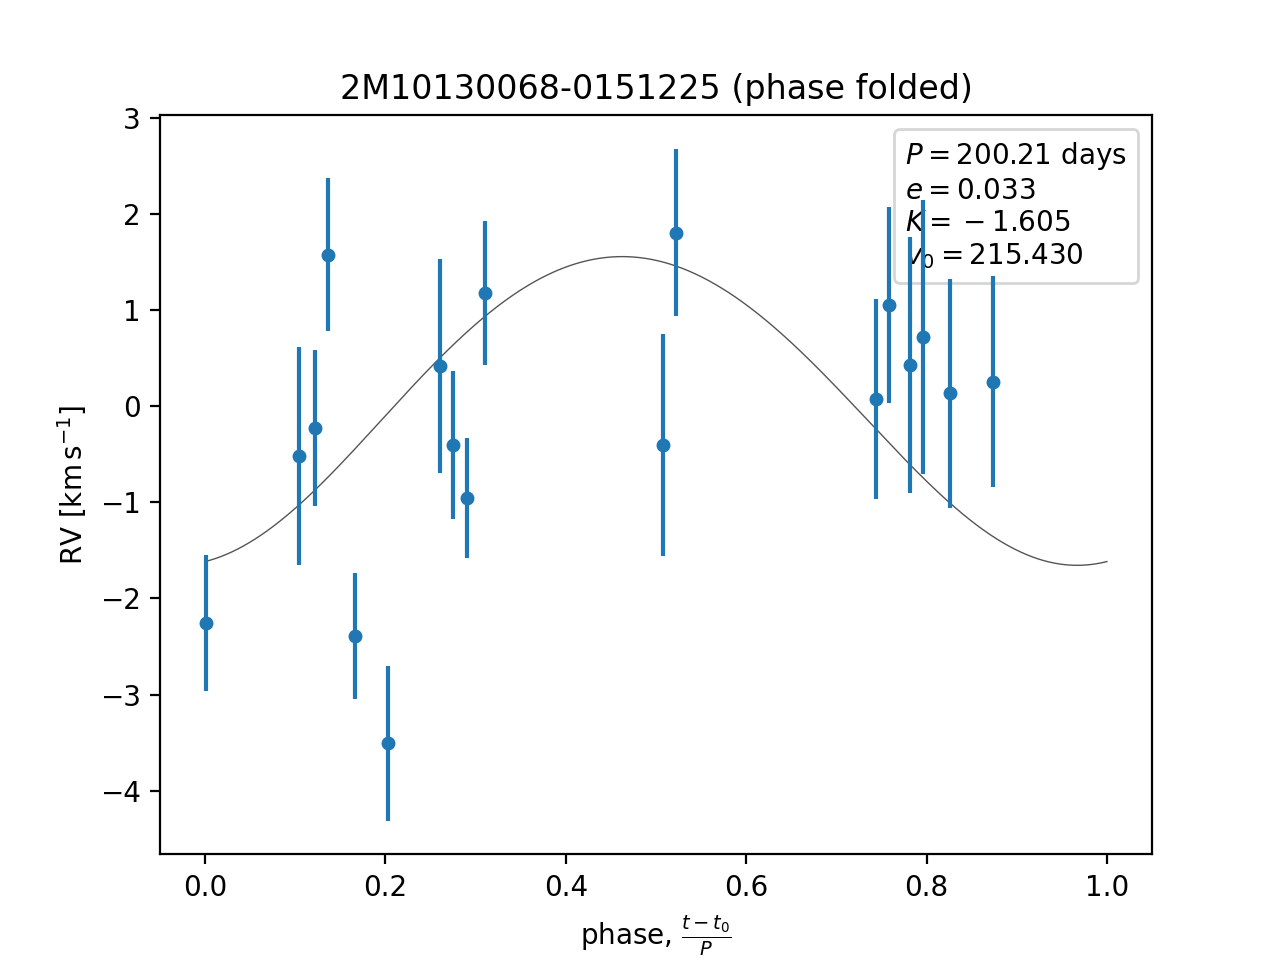 2M10130068-0151225 (phase folded)
P = 200.21 days
e = 0.033
K = −1.605
v₀ = 215.430
3
2
1
0
−1
−2
−3
−4
RV [km s⁻¹]
0.0 0.2 0.4 0.6 0.8 1.0
phase, (t − t₀)/P